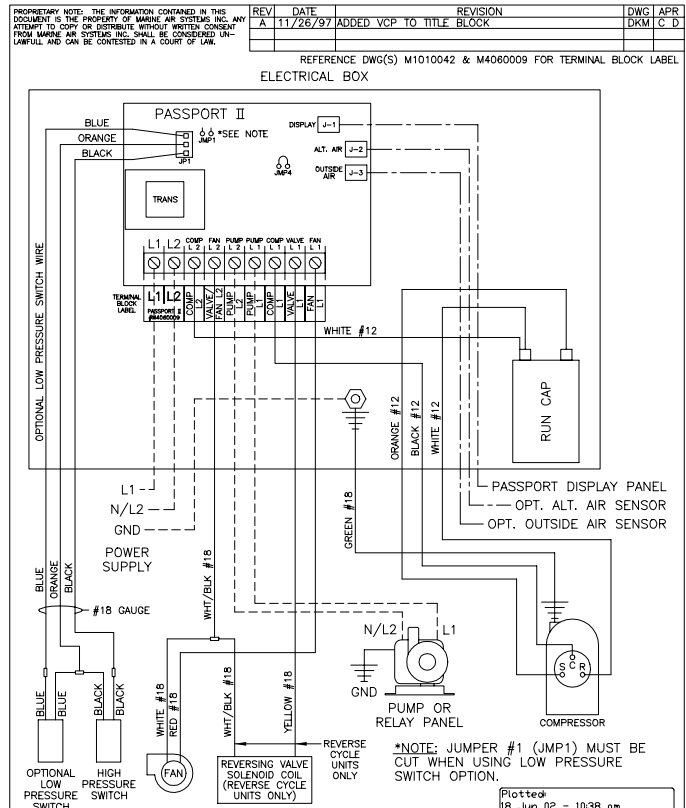 PROPRIETARY NOTE: THE INFORMATION CONTAINED IN THIS
DOCUMENT IS THE PROPERTY OF MARINE AIR SYSTEMS INC. ANY
ATTEMPT TO COPY OR DISTRIBUTE WITHOUT WRITTEN CONSENT
FROM MARINE AIR SYSTEMS INC. SHALL BE CONSIDERED UN-
LAWFULL AND CAN BE CONTESTED IN A COURT OF LAW.
REV DATE REVISION DWG APR
A 11/26/97 ADDED VCP TO TITLE BLOCK DKM C D
REFERENCE DWG(S) M1010042 & M4060009 FOR TERMINAL BLOCK LABEL
ELECTRICAL BOX
PASSPORT II
BLUE
ORANGE
BLACK
JP1
JMP1
*SEE NOTE
JMP4
DISPLAY J-1
ALT. AIR J-2
OUTSIDE
AIR J-3
TRANS
L1 L2 COMP L2 FAN L2 PUMP L2 PUMP L1 COMP L1 VALVE L1 FAN L1
TERMINAL
BLOCK
LABEL
L1 L2
PASSPORT II
#M4060009
COMP L2
VALVE/ FAN L2
PUMP L2
PUMP L1
COMP L1
VALVE L1
FAN L1
OPTIONAL LOW PRESSURE SWITCH WIRE
WHITE #12
ORANGE #12
BLACK #12
WHITE #12
RUN CAP
L1
N/L2
GND
POWER
SUPPLY
GREEN #18
PASSPORT DISPLAY PANEL
OPT. ALT. AIR SENSOR
OPT. OUTSIDE AIR SENSOR
BLUE
ORANGE
BLACK
#18 GAUGE
WHT/BLK #18
N/L2
L1
GND
PUMP OR
RELAY PANEL
S C R
COMPRESSOR
BLUE
BLUE
BLACK
BLACK
WHITE #18
RED #18
WHT/BLK #18
YELLOW #18
REVERSE
CYCLE
UNITS
ONLY
FAN
REVERSING VALVE
SOLENOID COIL
(REVERSE CYCLE
UNITS ONLY)
OPTIONAL
LOW
PRESSURE
SWITCH
HIGH
PRESSURE
SWITCH
*NOTE: JUMPER #1 (JMP1) MUST BE
CUT WHEN USING LOW PRESSURE
SWITCH OPTION.
Plotted:
18 Jun 02 - 10:38 am